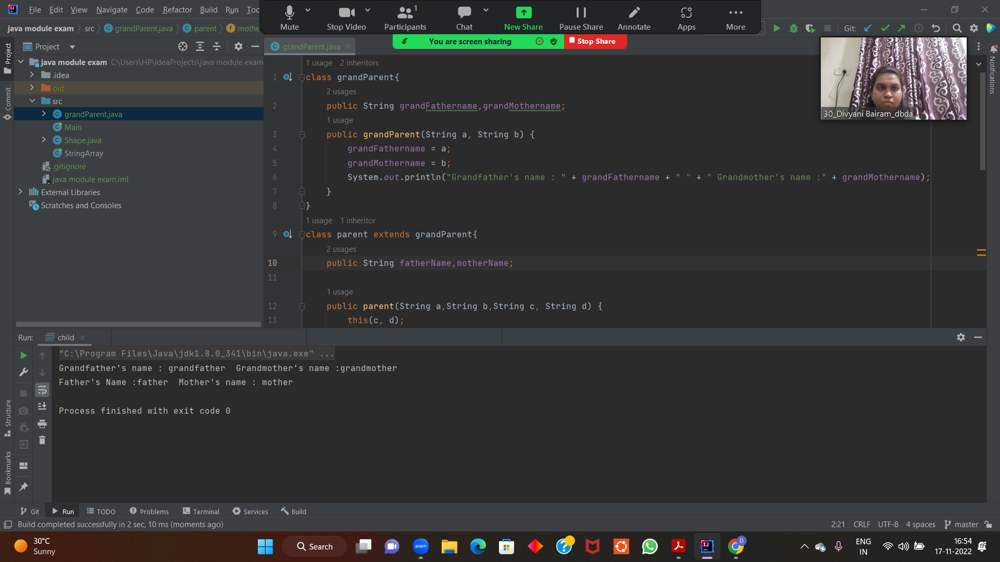 File Edit View Navigate Code Refactor Build Run Too
Mute Stop Video Participants 1 Chat New Share Pause Share Annotate Apps More
java module exam src grandParent.java parent mothe
Git:
You are screen sharing Stop Share
Project
grandParent.java
java module exam C:\Users\HP\IdeaProjects\java module exam
.idea
out
src
grandParent.java
Main
Shape.java
StringArray
.gitignore
java module exam.iml
External Libraries
Scratches and Consoles
Project
Commit
Structure
Bookmarks
Notifications
30_Divyani Bairam_dbda
1 usage 2 inheritors
1 class grandParent{
2 usages
2 public String grandFathername,grandMothername;
1 usage
3 public grandParent(String a, String b) {
4 grandFathername = a;
5 grandMothername = b;
6 System.out.println("Grandfather's name : " + grandFathername + " " + " Grandmother's name :" + grandMothername);
7 }
8 }
1 usage 1 inheritor
9 class parent extends grandParent{
2 usages
10 public String fatherName,motherName;
11
1 usage
12 public parent(String a,String b,String c, String d) {
13 this(c, d);
Run: child
"C:\Program Files\Java\jdk1.8.0_341\bin\java.exe" ...
Grandfather's name : grandfather  Grandmother's name :grandmother
Father's Name :father  Mother's name : mother
Process finished with exit code 0
Git Run TODO Problems Terminal Services Build
Build completed successfully in 2 sec, 10 ms (moments ago)
2:21 CRLF UTF-8 4 spaces master
30°C
Sunny
Search
zoom
D
ENG
IN
16:54
17-11-2022